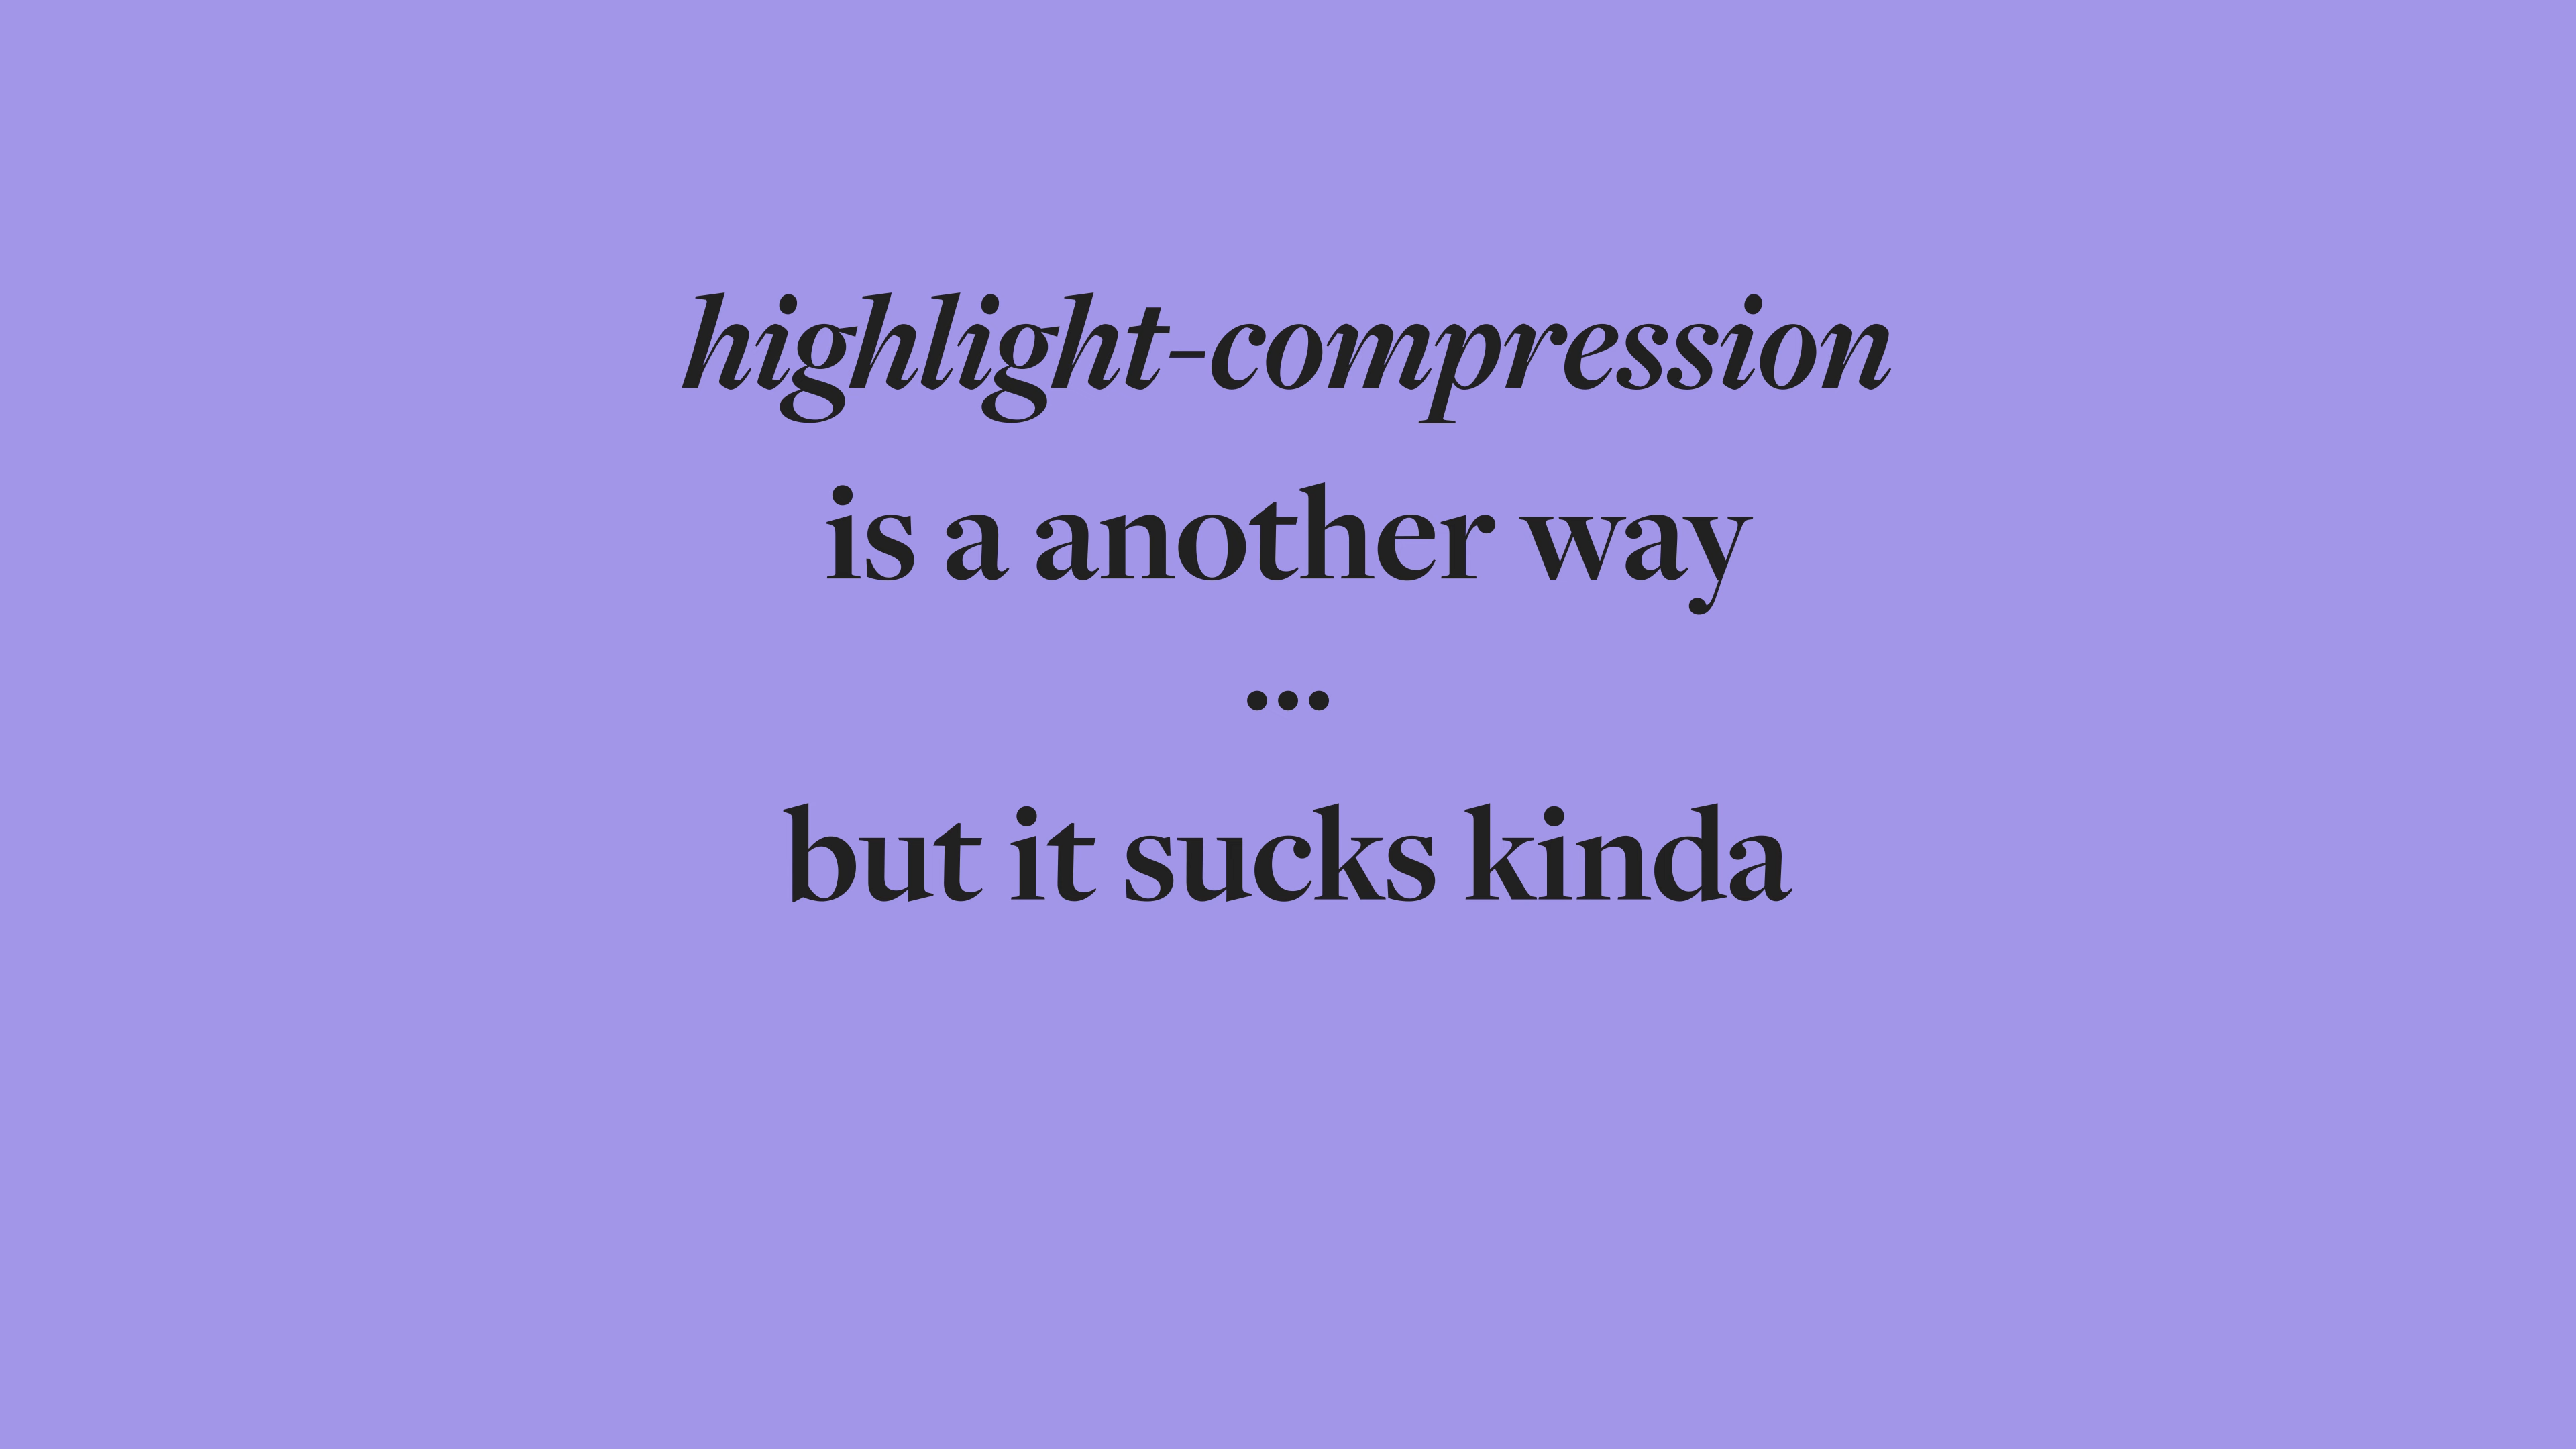 highlight-compression
is a another way
...
but it sucks kinda